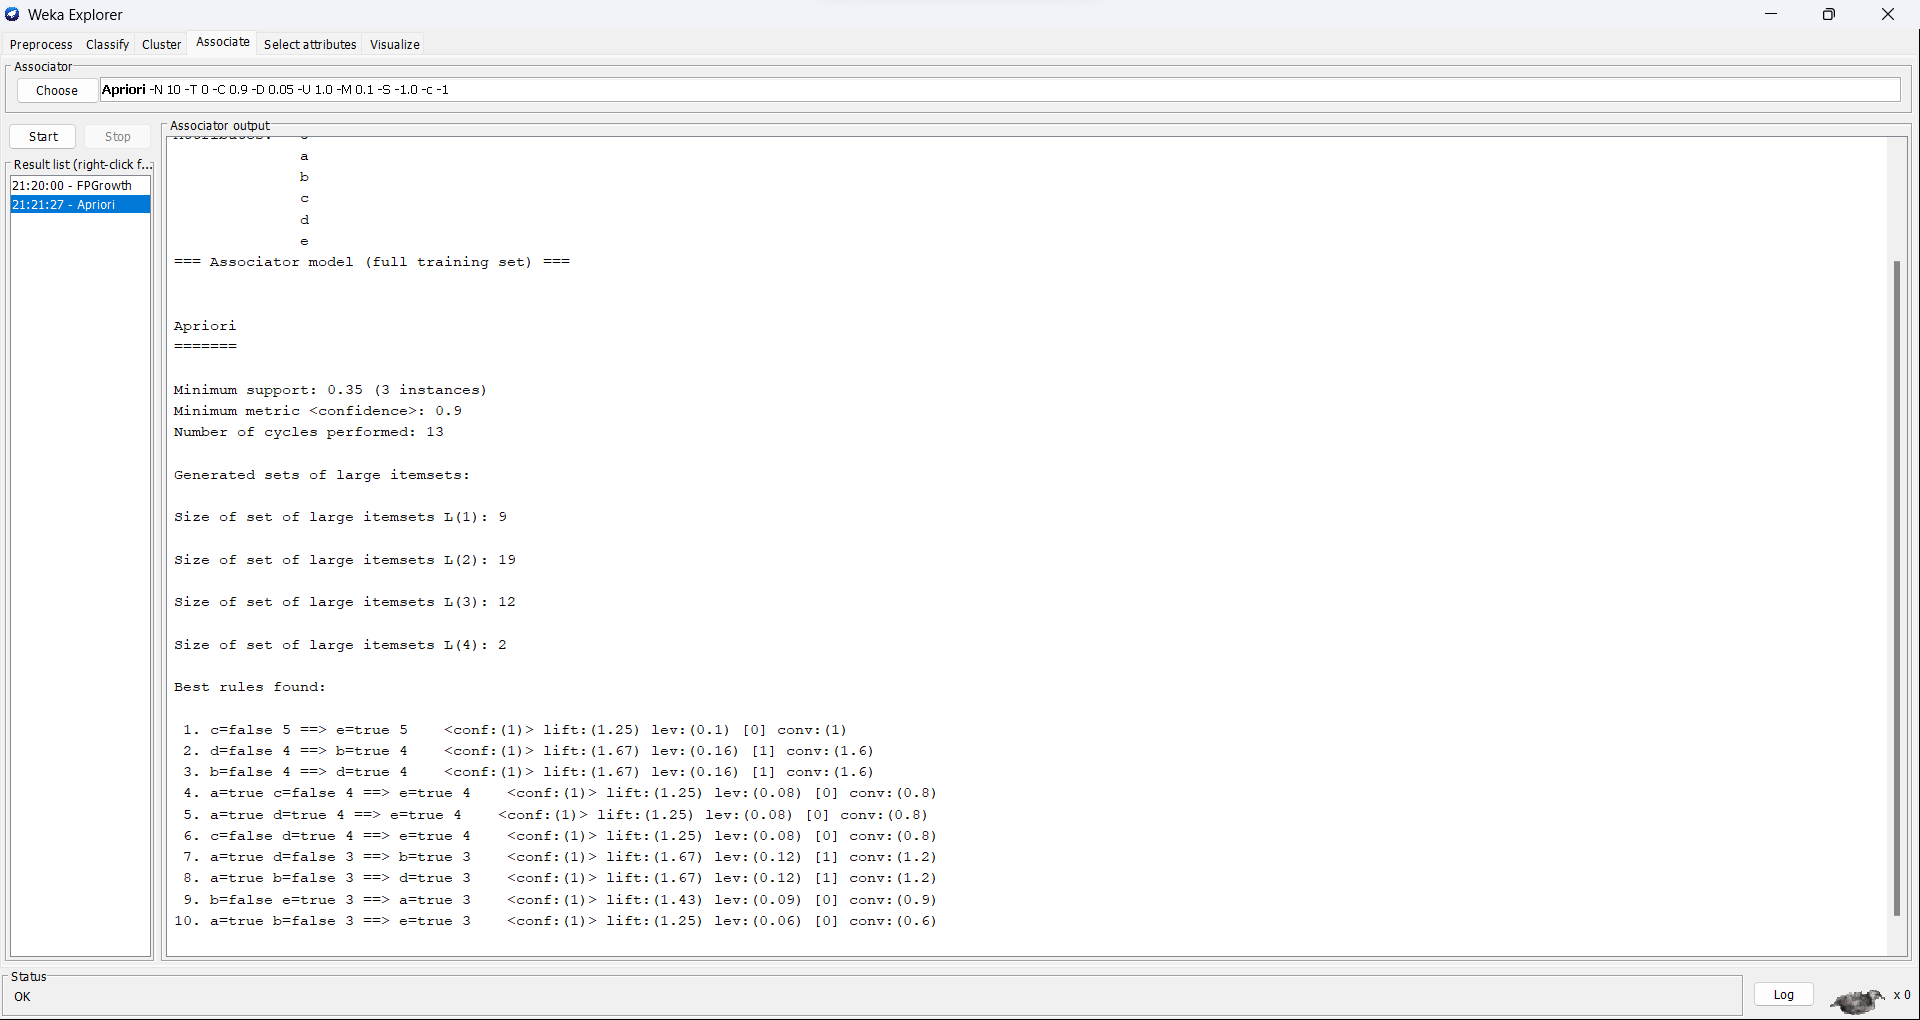 Weka Explorer
Preprocess Classify Cluster Associate Select attributes Visualize
Associator
Choose Apriori -N 10 -T 0 -C 0.9 -D 0.05 -U 1.0 -M 0.1 -S -1.0 -c -1
Start Stop
Result list (right-click f...
21:20:00 - FPGrowth
21:21:27 - Apriori
Associator output
a
b
c
d
e
=== Associator model (full training set) ===
Apriori
=======
Minimum support: 0.35 (3 instances)
Minimum metric <confidence>: 0.9
Number of cycles performed: 13
Generated sets of large itemsets:
Size of set of large itemsets L(1): 9
Size of set of large itemsets L(2): 19
Size of set of large itemsets L(3): 12
Size of set of large itemsets L(4): 2
Best rules found:
1. c=false 5 ==> e=true 5 <conf:(1)> lift:(1.25) lev:(0.1) [0] conv:(1)
2. d=false 4 ==> b=true 4 <conf:(1)> lift:(1.67) lev:(0.16) [1] conv:(1.6)
3. b=false 4 ==> d=true 4 <conf:(1)> lift:(1.67) lev:(0.16) [1] conv:(1.6)
4. a=true c=false 4 ==> e=true 4 <conf:(1)> lift:(1.25) lev:(0.08) [0] conv:(0.8)
5. a=true d=true 4 ==> e=true 4 <conf:(1)> lift:(1.25) lev:(0.08) [0] conv:(0.8)
6. c=false d=true 4 ==> e=true 4 <conf:(1)> lift:(1.25) lev:(0.08) [0] conv:(0.8)
7. a=true d=false 3 ==> b=true 3 <conf:(1)> lift:(1.67) lev:(0.12) [1] conv:(1.2)
8. a=true b=false 3 ==> d=true 3 <conf:(1)> lift:(1.67) lev:(0.12) [1] conv:(1.2)
9. b=false e=true 3 ==> a=true 3 <conf:(1)> lift:(1.43) lev:(0.09) [0] conv:(0.9)
10. a=true b=false 3 ==> e=true 3 <conf:(1)> lift:(1.25) lev:(0.06) [0] conv:(0.6)
Status
OK
Log x 0